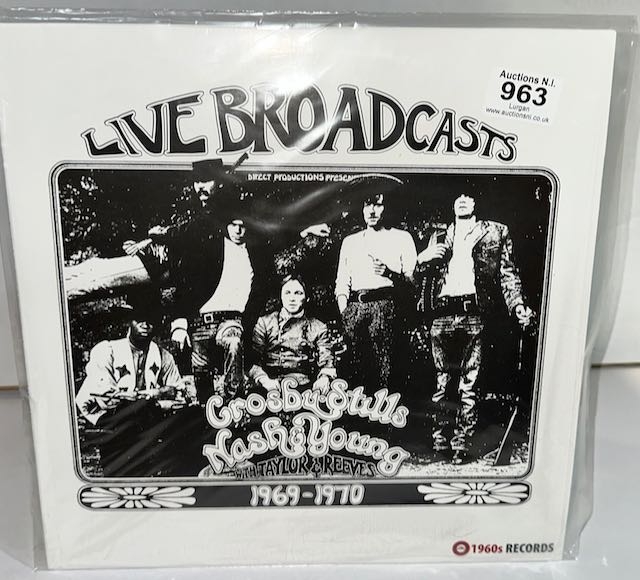 Auctions N.I.
963
Lurgan
www.auctionsni.co.uk
LIVE BROADCASTS
DIRECT PRODUCTIONS PRESEN
Crosby Stills
Nash & Young
WITH TAYLOR & REEVES
1969-1970
1960s RECORDS